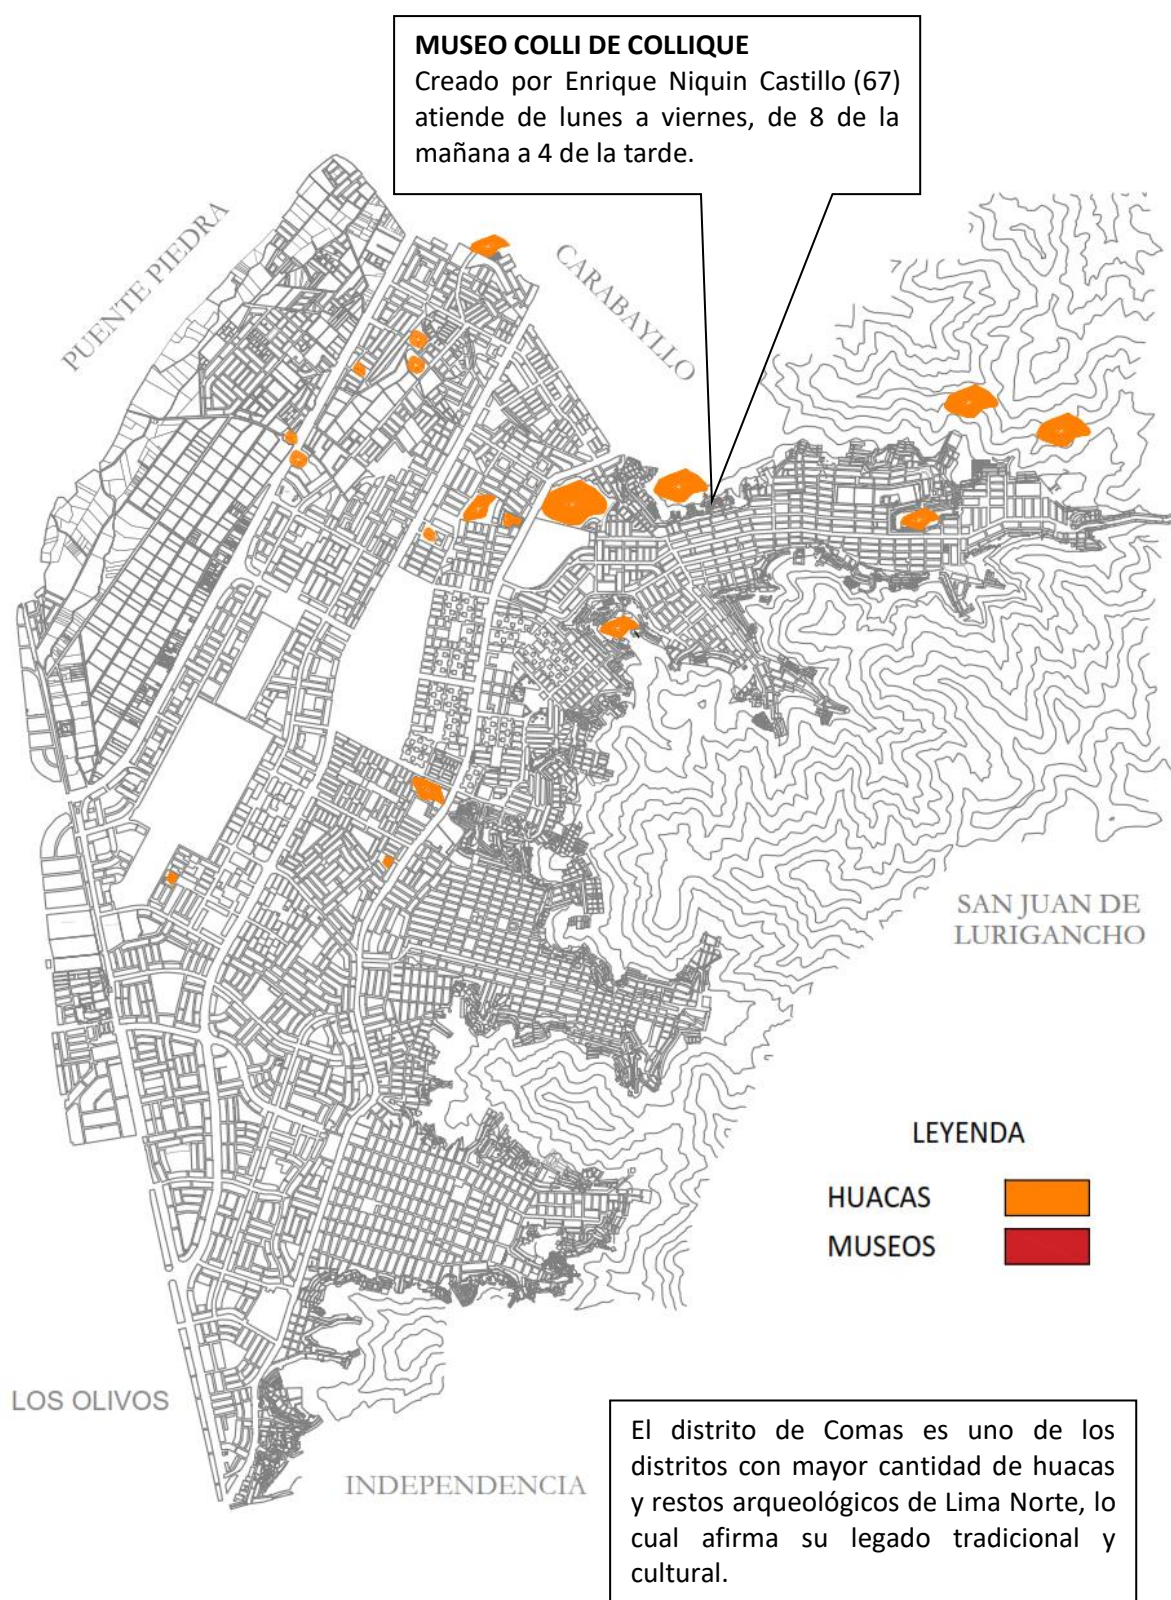 MUSEO COLLI DE COLLIQUE
Creado por Enrique Niquin Castillo (67)
atiende de lunes a viernes, de 8 de la
mañana a 4 de la tarde.
PUENTE PIEDRA
CARABAYLLO
SAN JUAN DE
LURIGANCHO
LEYENDA
HUACAS
MUSEOS
LOS OLIVOS
INDEPENDENCIA
El distrito de Comas es uno de los
distritos con mayor cantidad de huacas
y restos arqueológicos de Lima Norte, lo
cual afirma su legado tradicional y
cultural.